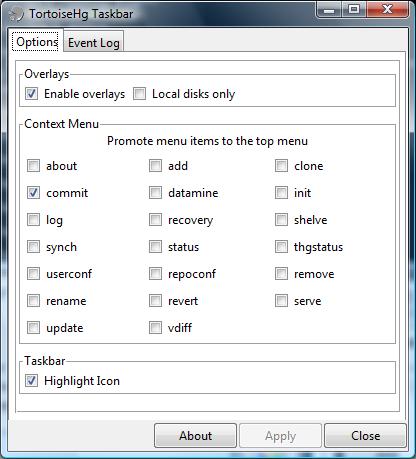 TortoiseHg Taskbar
Options Event Log
Overlays
Enable overlays Local disks only
Context Menu
Promote menu items to the top menu
about add clone
commit datamine init
log recovery shelve
synch status thgstatus
userconf repoconf remove
rename revert serve
update vdiff
Taskbar
Highlight Icon
About Apply Close